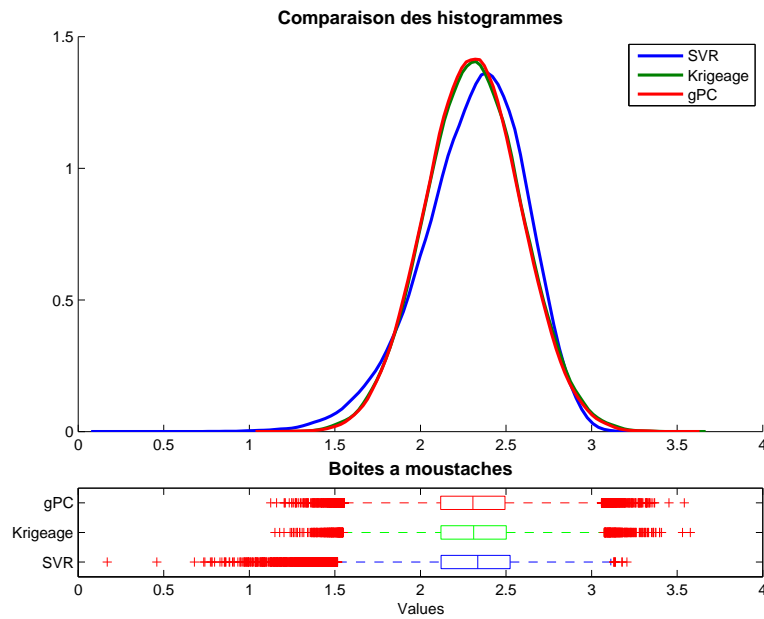 Comparaison des histogrammes
1.5
1
0.5
0
SVR
Krigeage
gPC
0 0.5 1 1.5 2 2.5 3 3.5 4
Boites a moustaches
gPC
Krigeage
SVR
0 0.5 1 1.5 2 2.5 3 3.5 4
Values